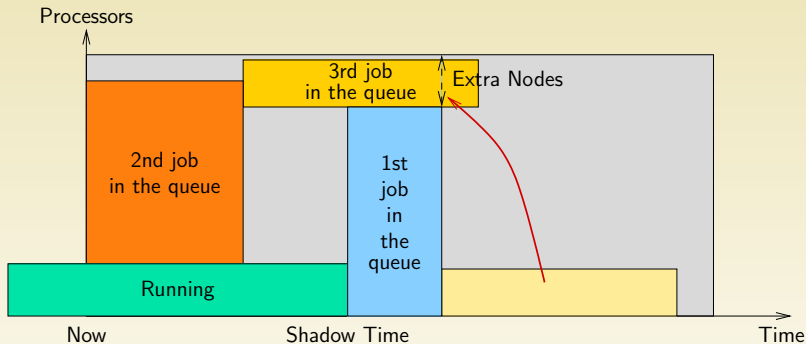 Processors
3rd job
in the queue
Extra Nodes
2nd job
in the queue
1st
job
in
the
queue
Running
Now
Shadow Time
Time